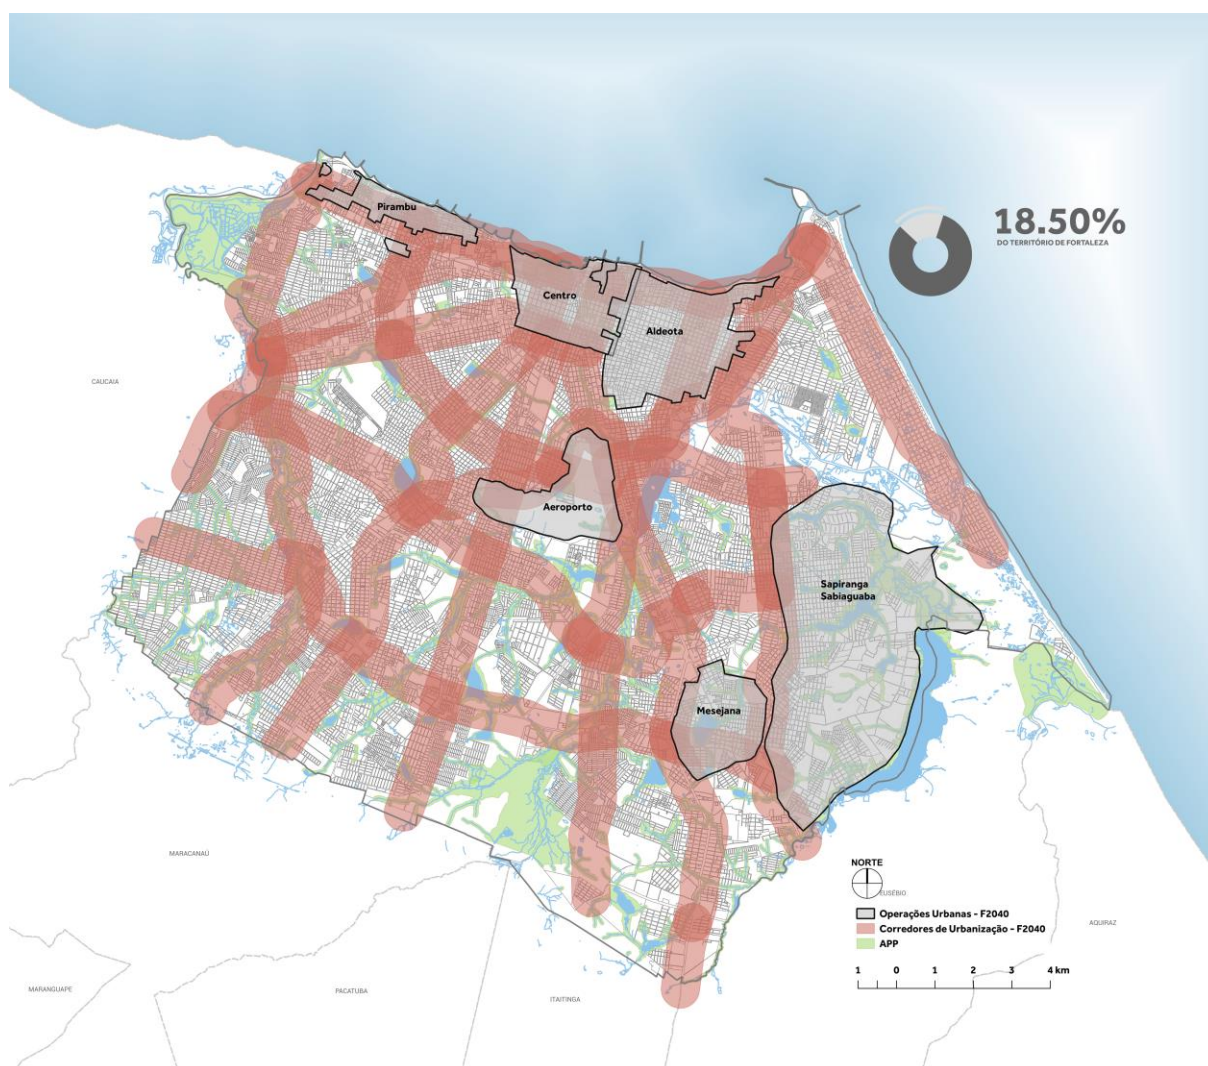 Pirambu
Centro
Aldeota
18.50%
DO TERRITÓRIO DE FORTALEZA
CAUCAIA
Aeroporto
Sapiranga
Sabiaguaba
Mesejana
MARACANAÚ
NORTE
EUSÉBIO
Operações Urbanas - F2040
Corredores de Urbanização - F2040
APP
AQUIRAZ
1 0 1 2 3 4 km
MARANGUAPE
PACATUBA
ITAITINGA